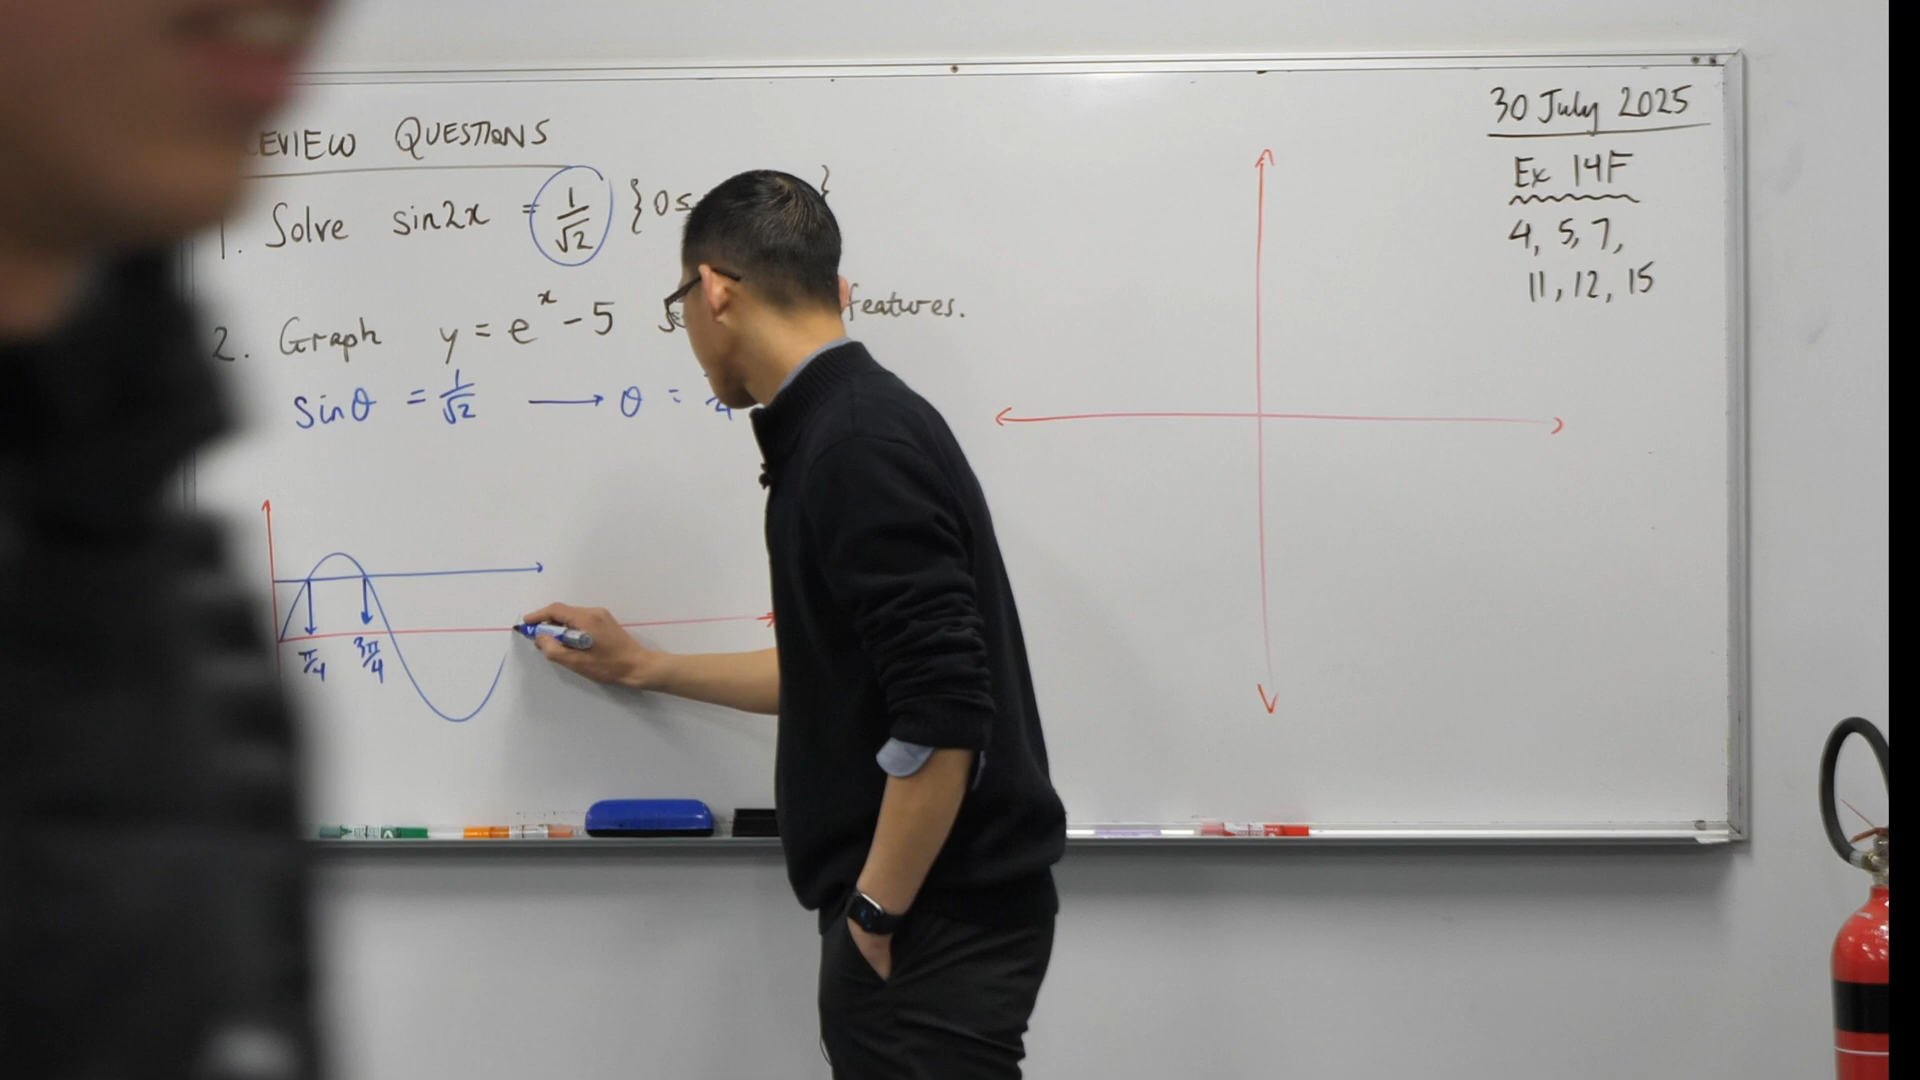 EVIEW QUESTIONS
1. Solve sin2x = 1/√2 {0≤ }
2. Graph y = e^x - 5 features.
sinθ = 1/√2 → θ =
π/4 3π/4
30 July 2025
Ex 14F
4, 5, 7,
11, 12, 15